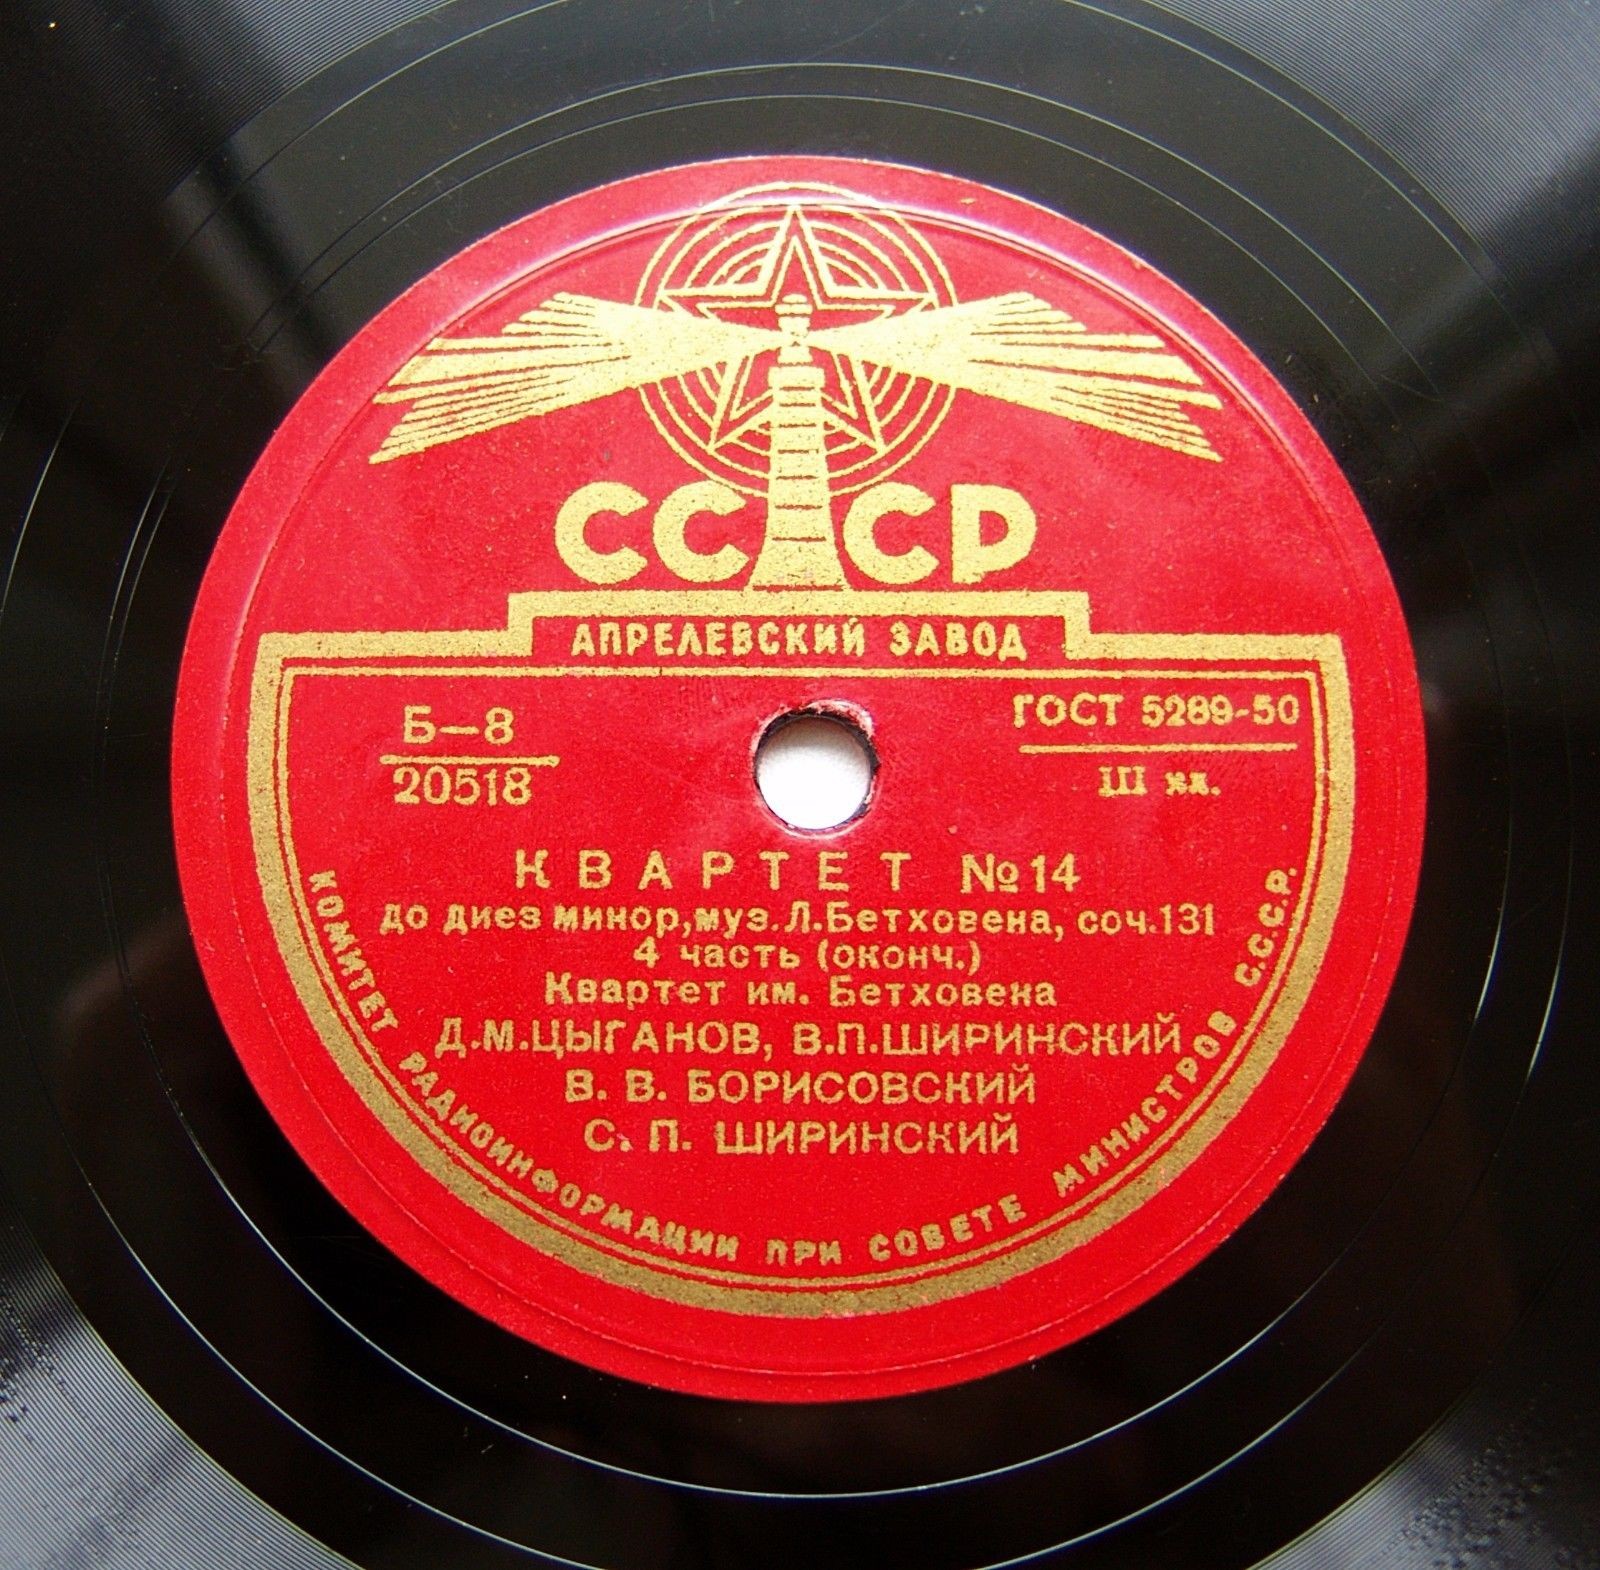 СССР
АПРЕЛЕВСКИЙ ЗАВОД
Б—8
20518
ГОСТ 5289-50
III кл.
КВАРТЕТ №14
до диез минор, муз. Л. Бетховена, соч. 131
4 часть (оконч.)
Квартет им. Бетховена
Д.М.ЦЫГАНОВ, В.П.ШИРИНСКИЙ
В. В. БОРИСОВСКИЙ
С. П. ШИРИНСКИЙ
КОМИТЕТ РАДИОИНФОРМАЦИИ ПРИ СОВЕТЕ МИНИСТРОВ С.С.С.Р.